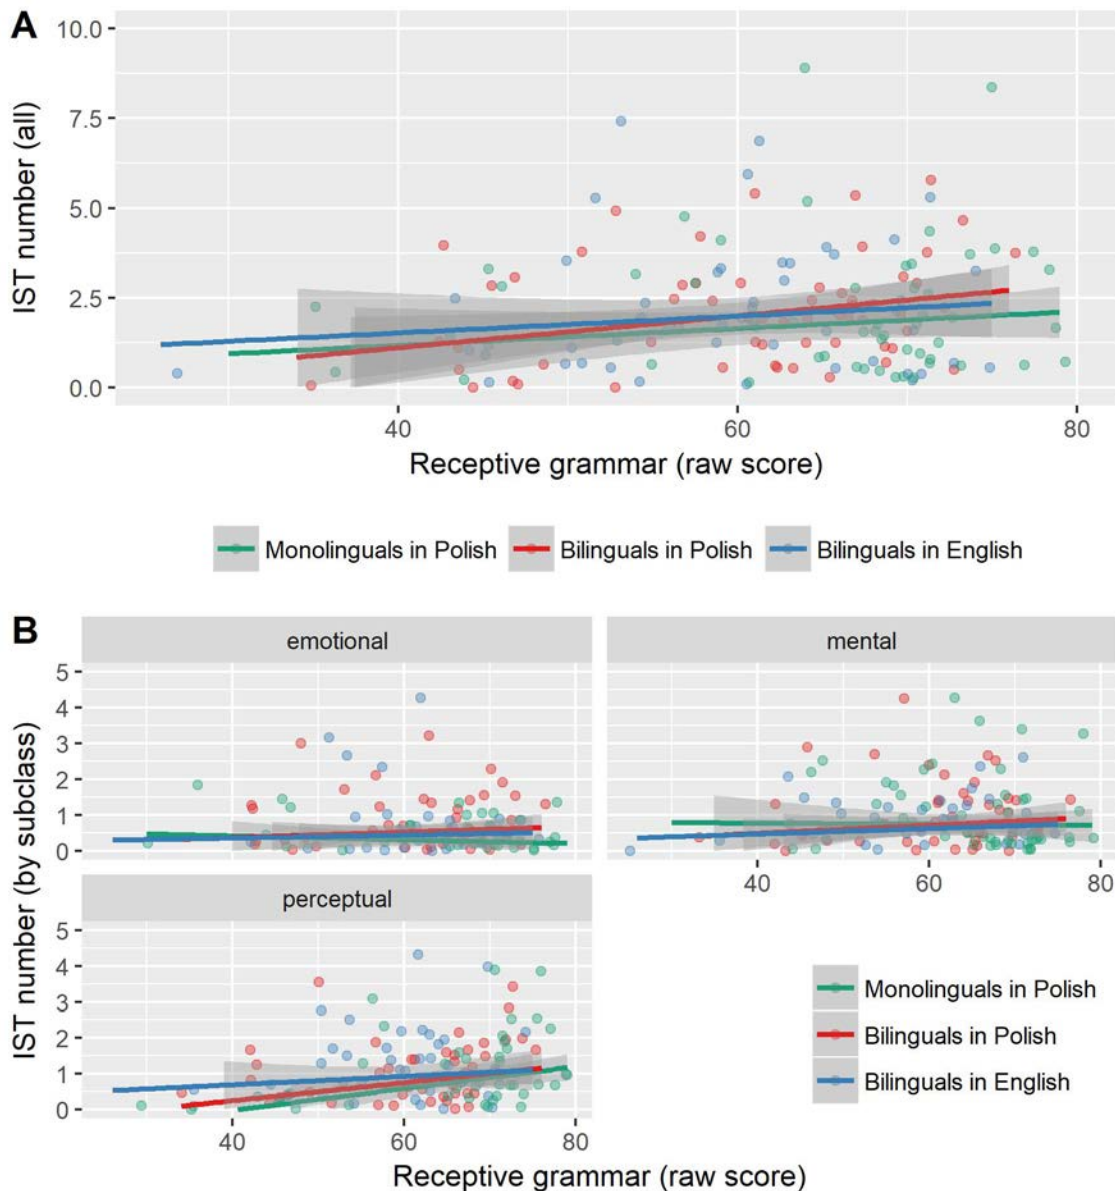 A
10.0
7.5
5.0
2.5
0.0
IST number (all)
40 60 80
Receptive grammar (raw score)
Monolinguals in Polish Bilinguals in Polish Bilinguals in English
B
emotional mental
5
4
3
2
1
0
40 60 80
perceptual
5
4
3
2
1
0
IST number (by subclass)
40 60 80
Receptive grammar (raw score)
Monolinguals in Polish
Bilinguals in Polish
Bilinguals in English